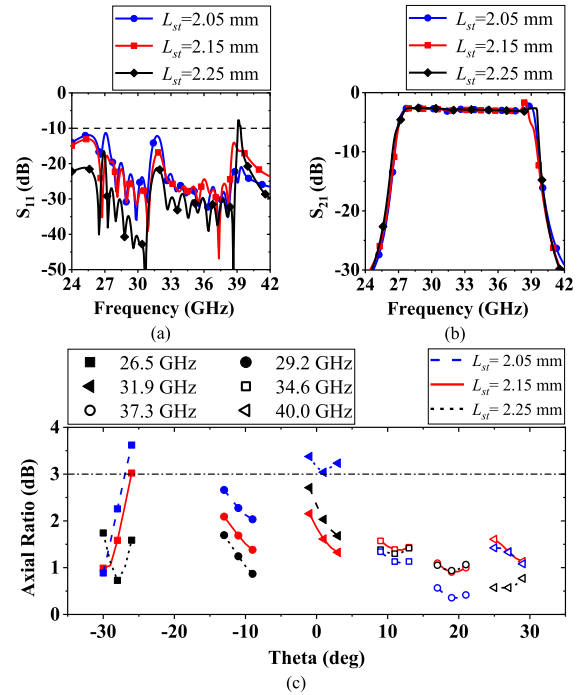 L_st=2.05 mm
L_st=2.15 mm
L_st=2.25 mm
0
-10
-20
-30
-40
-50
S_11 (dB)
24 27 30 33 36 39 42
Frequency (GHz)
(a)
L_st=2.05 mm
L_st=2.15 mm
L_st=2.25 mm
0
-10
-20
-30
S_21 (dB)
24 27 30 33 36 39 42
Frequency (GHz)
(b)
26.5 GHz 29.2 GHz
31.9 GHz 34.6 GHz
37.3 GHz 40.0 GHz
L_st= 2.05 mm
L_st= 2.15 mm
L_st= 2.25 mm
4
3
2
1
0
Axial Ratio (dB)
-30 -20 -10 0 10 20 30
Theta (deg)
(c)